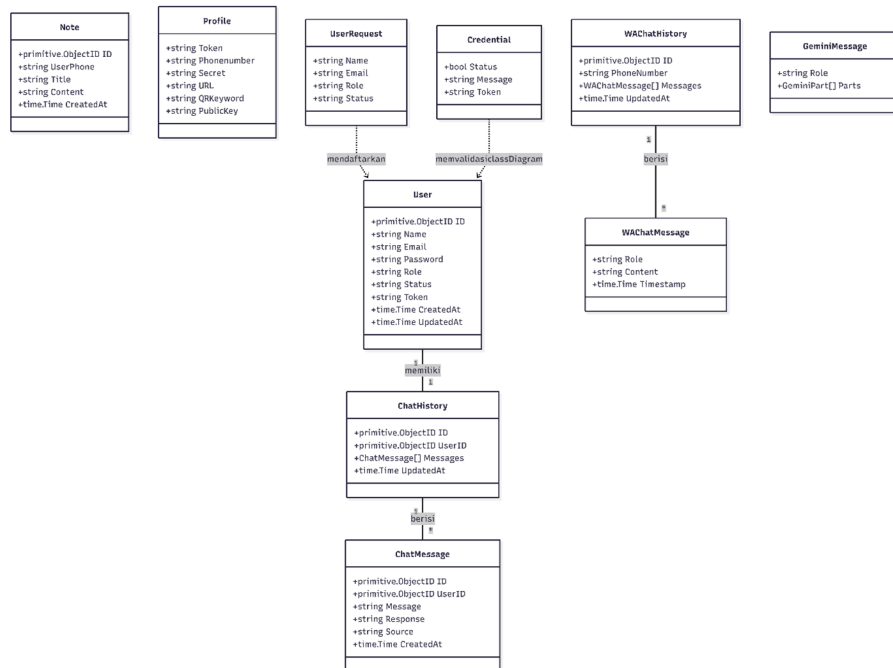 Note
+primitive.ObjectID ID
+string UserPhone
+string Title
+string Content
+time.Time CreatedAt
Profile
+string Token
+string Phonenumber
+string Secret
+string URL
+string QRKeyword
+string PublicKey
UserRequest
+string Name
+string Email
+string Role
+string Status
Credential
+bool Status
+string Message
+string Token
WAChatHistory
+primitive.ObjectID ID
+string PhoneNumber
+WAChatMessage[] Messages
+time.Time UpdatedAt
GeminiMessage
+string Role
+GeminiPart[] Parts
mendaftarkan
memvalidasiclassDiagram
1
berisi
*
User
+primitive.ObjectID ID
+string Name
+string Email
+string Password
+string Role
+string Status
+string Token
+time.Time CreatedAt
+time.Time UpdatedAt
WAChatMessage
+string Role
+string Content
+time.Time Timestamp
1
memiliki
1
ChatHistory
+primitive.ObjectID ID
+primitive.ObjectID UserID
+ChatMessage[] Messages
+time.Time UpdatedAt
1
berisi
*
ChatMessage
+primitive.ObjectID ID
+primitive.ObjectID UserID
+string Message
+string Response
+string Source
+time.Time CreatedAt